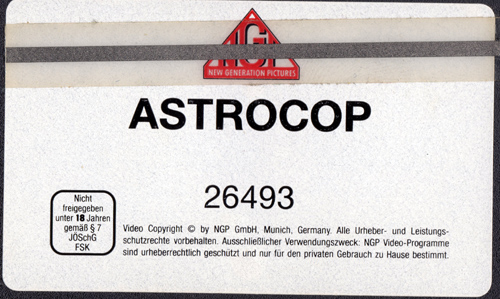 NGP
NEW GENERATION PICTURES
ASTROCOP
26493
Nicht
freigegeben
unter 18 Jahren
gemäß § 7
JÖSchG
FSK
Video Copyright © by NGP GmbH, Munich, Germany. Alle Urheber- und Leistungs-
schutzrechte vorbehalten. Ausschließlicher Verwendungszweck: NGP Video-Programme
sind urheberrechtlich geschützt und nur für den privaten Gebrauch zu Hause bestimmt.